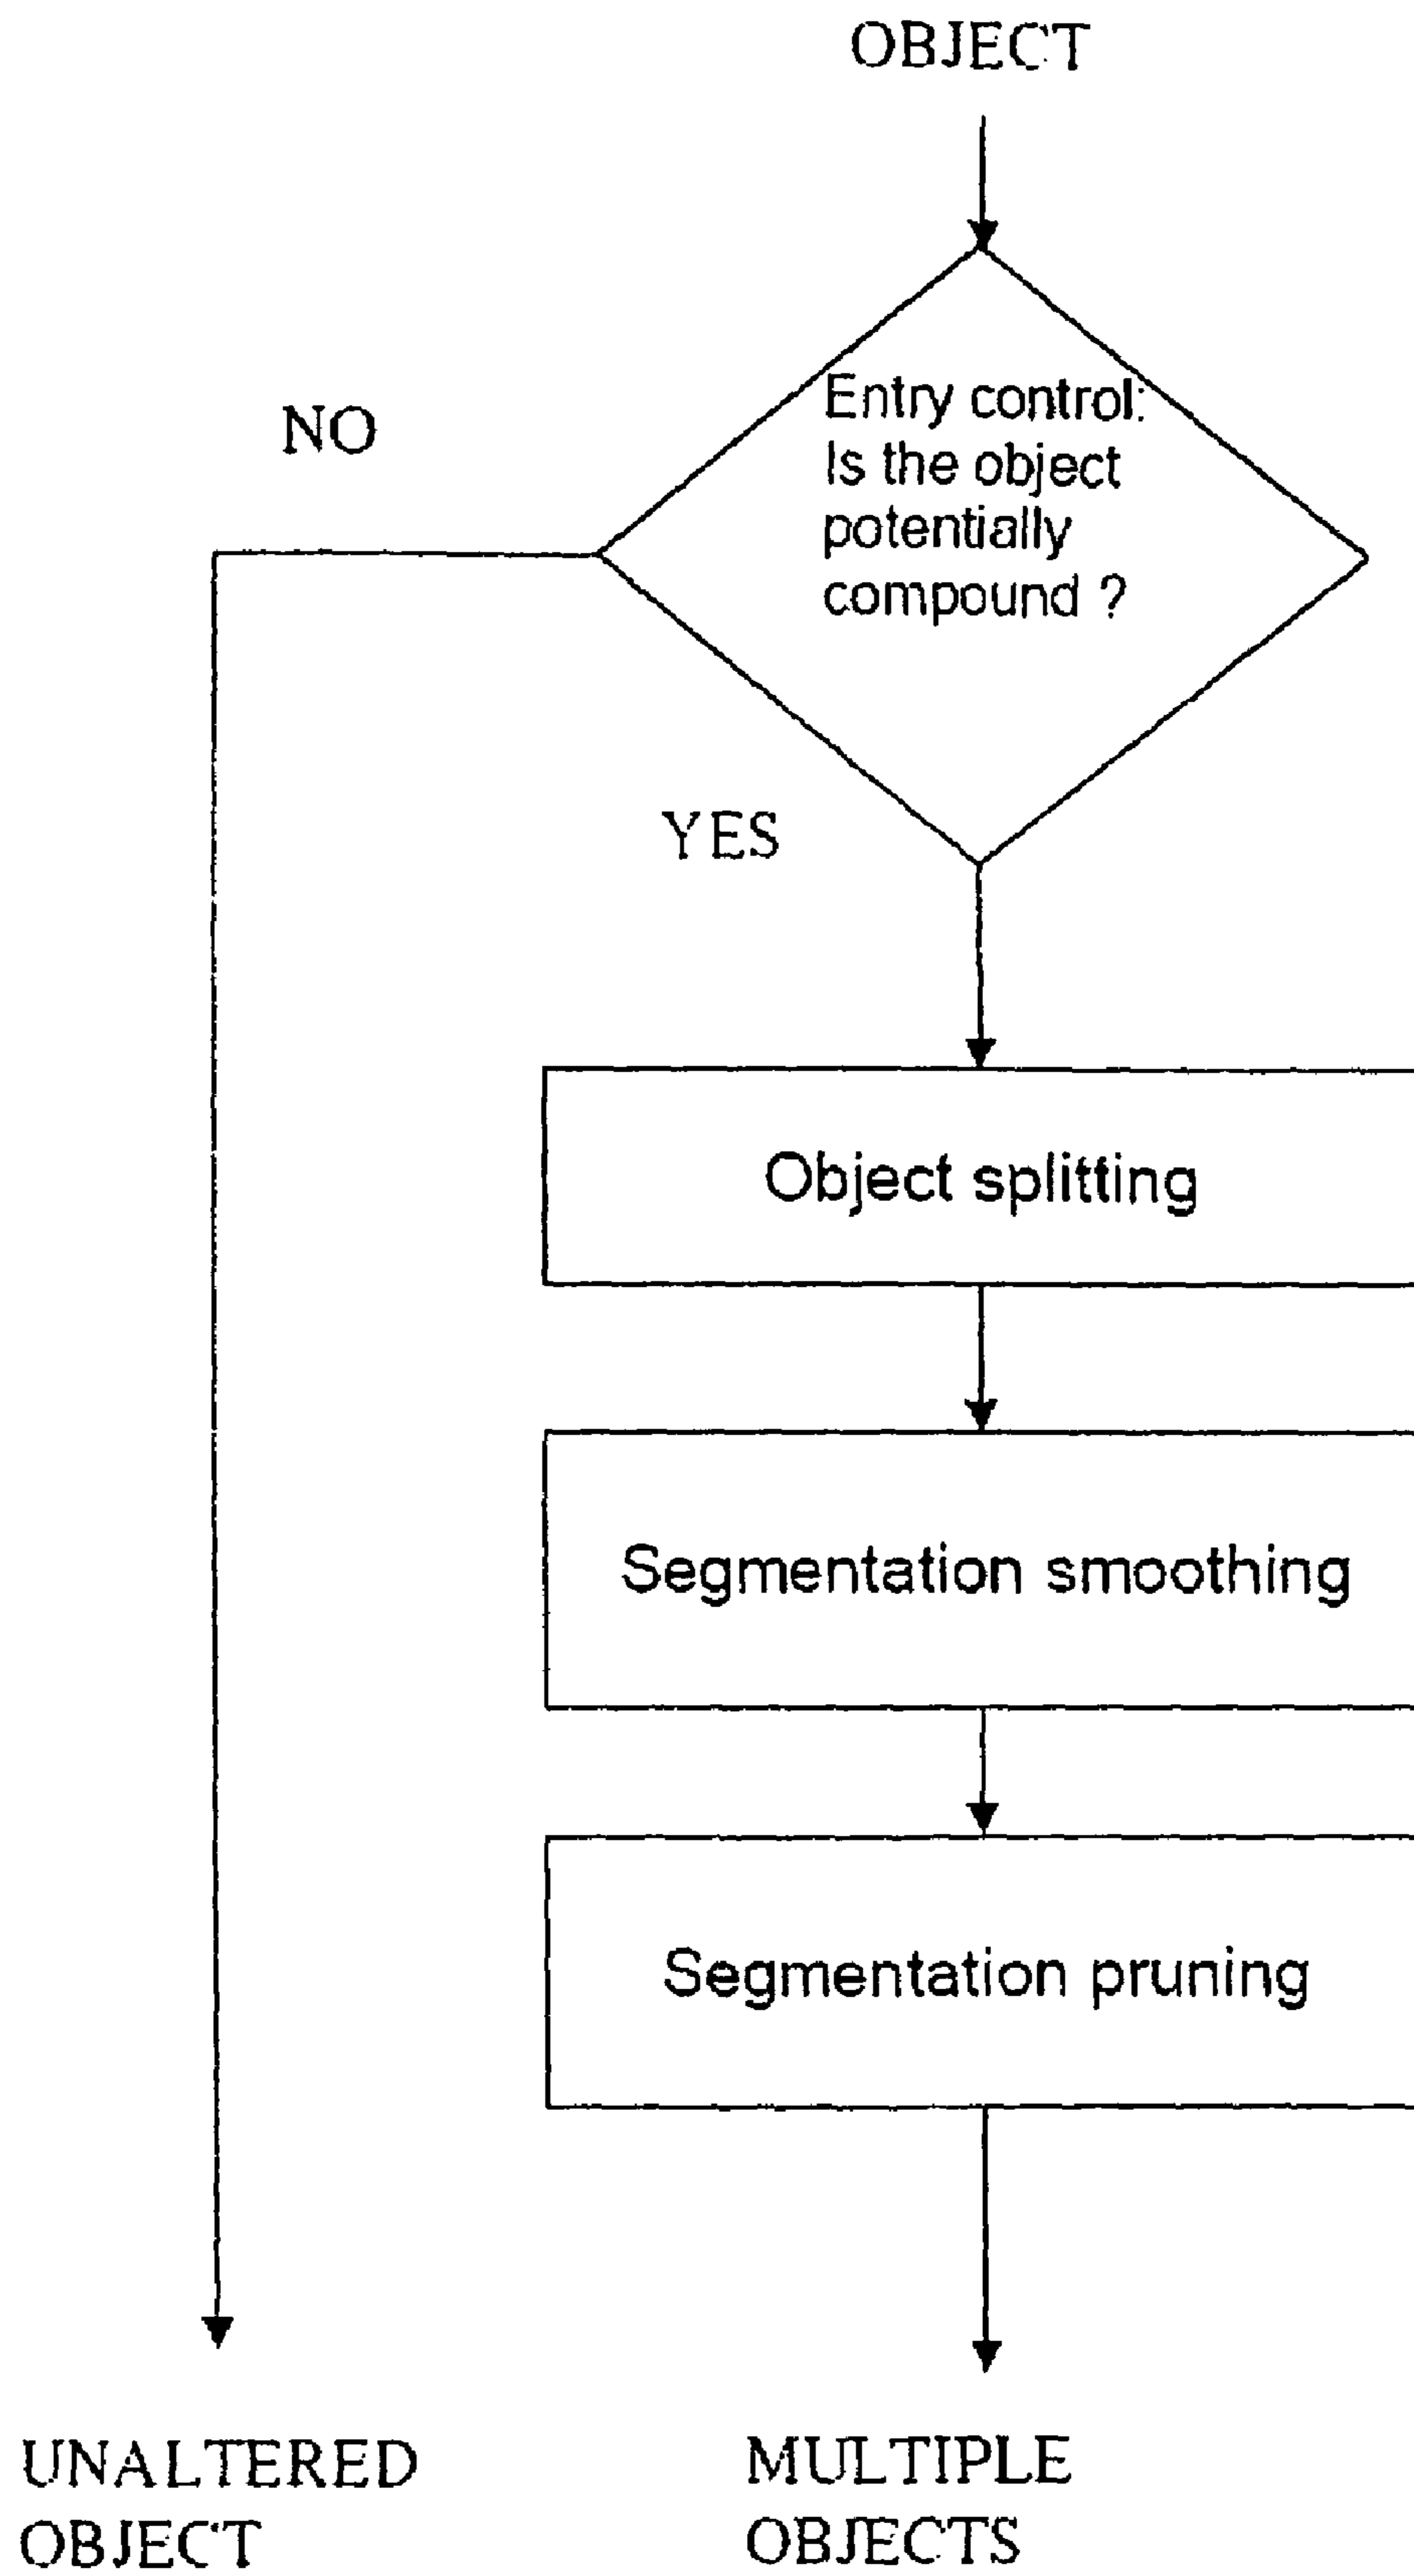 OBJECT
Entry control:
Is the object
potentially
compound ?
NO
YES
Object splitting
Segmentation smoothing
Segmentation pruning
UNALTERED
OBJECT
MULTIPLE
OBJECTS